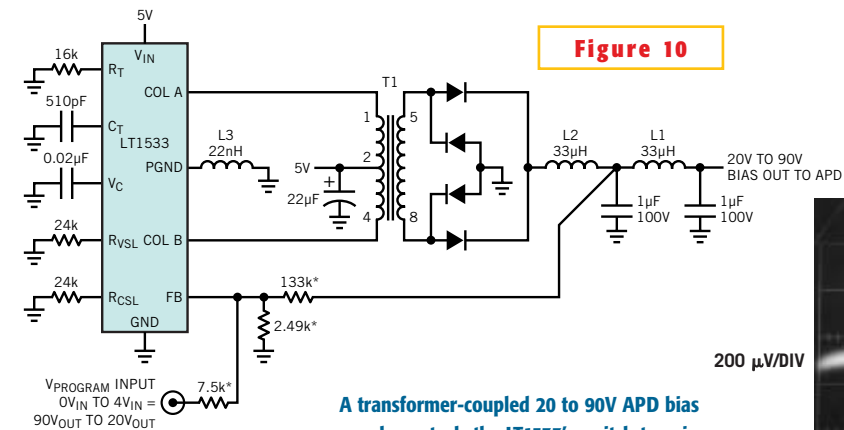 5V
Figure 10
16k
VIN
RT
COL A
T1
510pF
CT
LT1533
1
5
L3
22nH
L2
33µH
L1
33µH
0.02µF
VC
PGND
5V
2
+
22µF
20V TO 90V
BIAS OUT TO APD
1µF
100V
1µF
100V
24k
RVSL
COL B
4
8
24k
RCSL
FB
133k*
2.49k*
GND
200 µV/DIV
VPROGRAM INPUT
0VIN TO 4VIN =
90VOUT TO 20VOUT
7.5k*
A transformer-coupled 20 to 90V APD bias